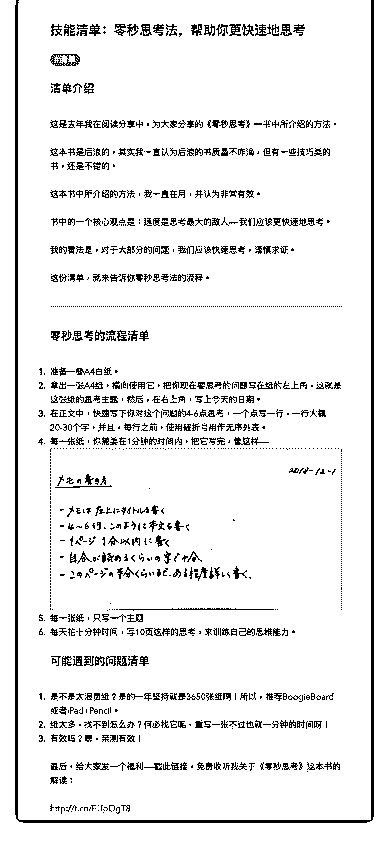 技能清单：零秒思考法，帮助你更快速地思考
清单介绍
这是去年我在阅读分享中，为大家分享的《零秒思考》一书中所介绍的方法。
这本书是后浪的，其实我一直认为后浪的书质量不咋滴，但有一些技巧类的
书，还是不错的。
这本书中所介绍的方法，我一直在用，并认为非常有效。
书中的一个核心观点是：速度是思考最大的敌人——我们应该更快速地思考。
我的看法是，对于大部分的问题，我们应该快速思考，谨慎求证。
这份清单，就来告诉你零秒思考法的流程。
零秒思考的流程清单
1. 准备一叠A4白纸。
2. 拿出一张A4纸，横向使用它，把你现在要思考的问题写在纸的左上角。这就是
这张纸的思考主题，然后，在右上角，写上今天的日期。
3. 在正文中，快速写下你对这个问题的4-6点思考，一个点写一行，一行大概
20-30个字，并且，每行之前，使用破折号用作无序列表。
4. 每一张纸，你需要在1分钟的时间内，把它写完，像这样——
2018-12-1
メモの書き方
- メモは左上にタイトルを書く
- 4〜6行、このように本文を書く
- 1ページ1分以内に書く
- 自分が読めるくらいの字で十分
- このページの半分くらいまで、ある程度詳しく書く、
5. 每一张纸，只写一个主题
6. 每天花十分钟时间，写10页这样的思考，来训练自己的思维能力。
可能遇到的问题清单
1. 是不是太浪费纸？是的一年坚持就是3650张纸啊！所以，推荐BoogieBoard
或者iPad+Pencil。
2. 纸太多，找不到怎么办？何必找它呢，重写一张不过也就一分钟的时间呀！
3. 有效吗？嗯，亲测有效！
最后，给大家发一个福利——戳此链接，免费收听我关于《零秒思考》这本书的
解读：